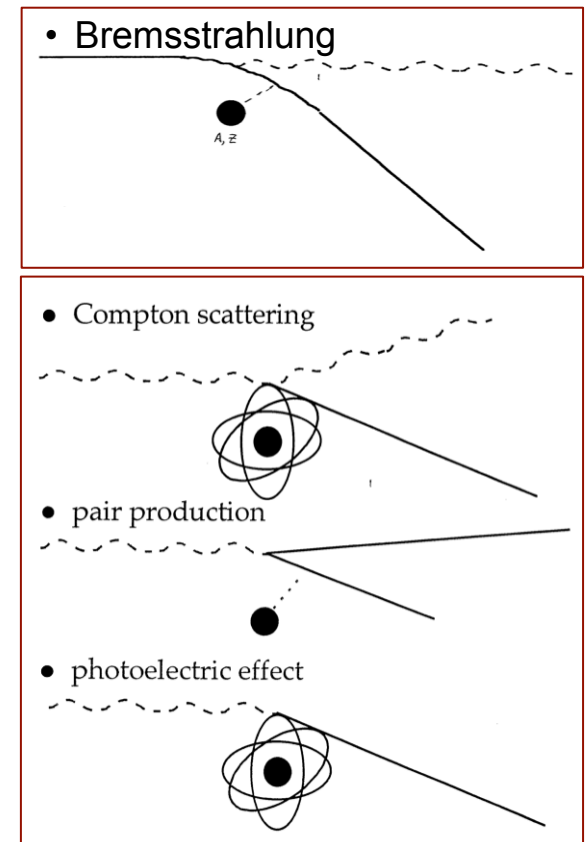 • Bremsstrahlung
A, Z
• Compton scattering
• pair production
• photoelectric effect